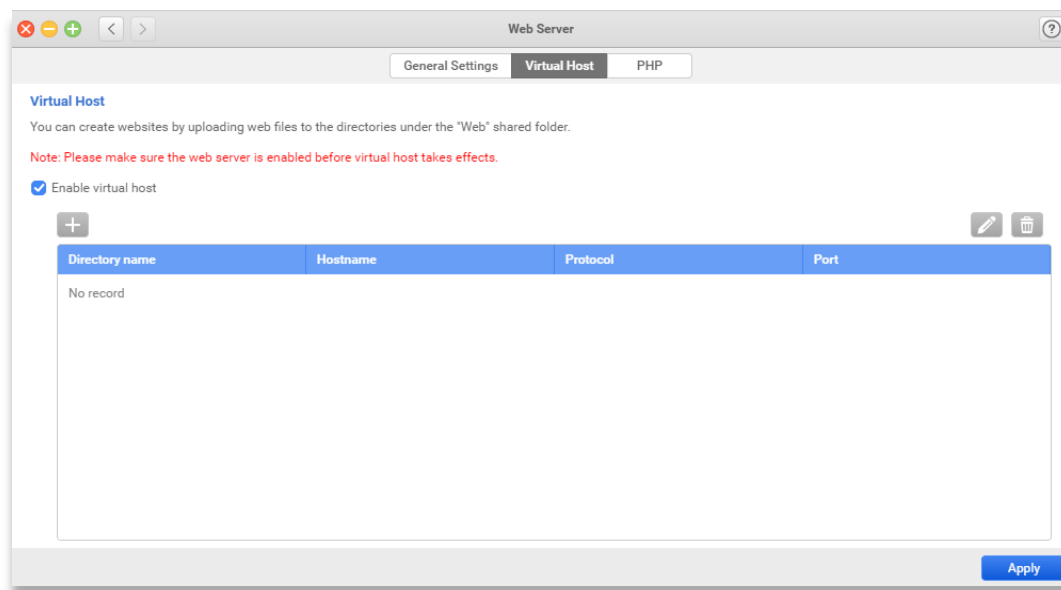 Web Server
General Settings
Virtual Host
PHP
Virtual Host
You can create websites by uploading web files to the directories under the "Web" shared folder.
Note: Please make sure the web server is enabled before virtual host takes effects.
Enable virtual host
Directory name
Hostname
Protocol
Port
No record
Apply